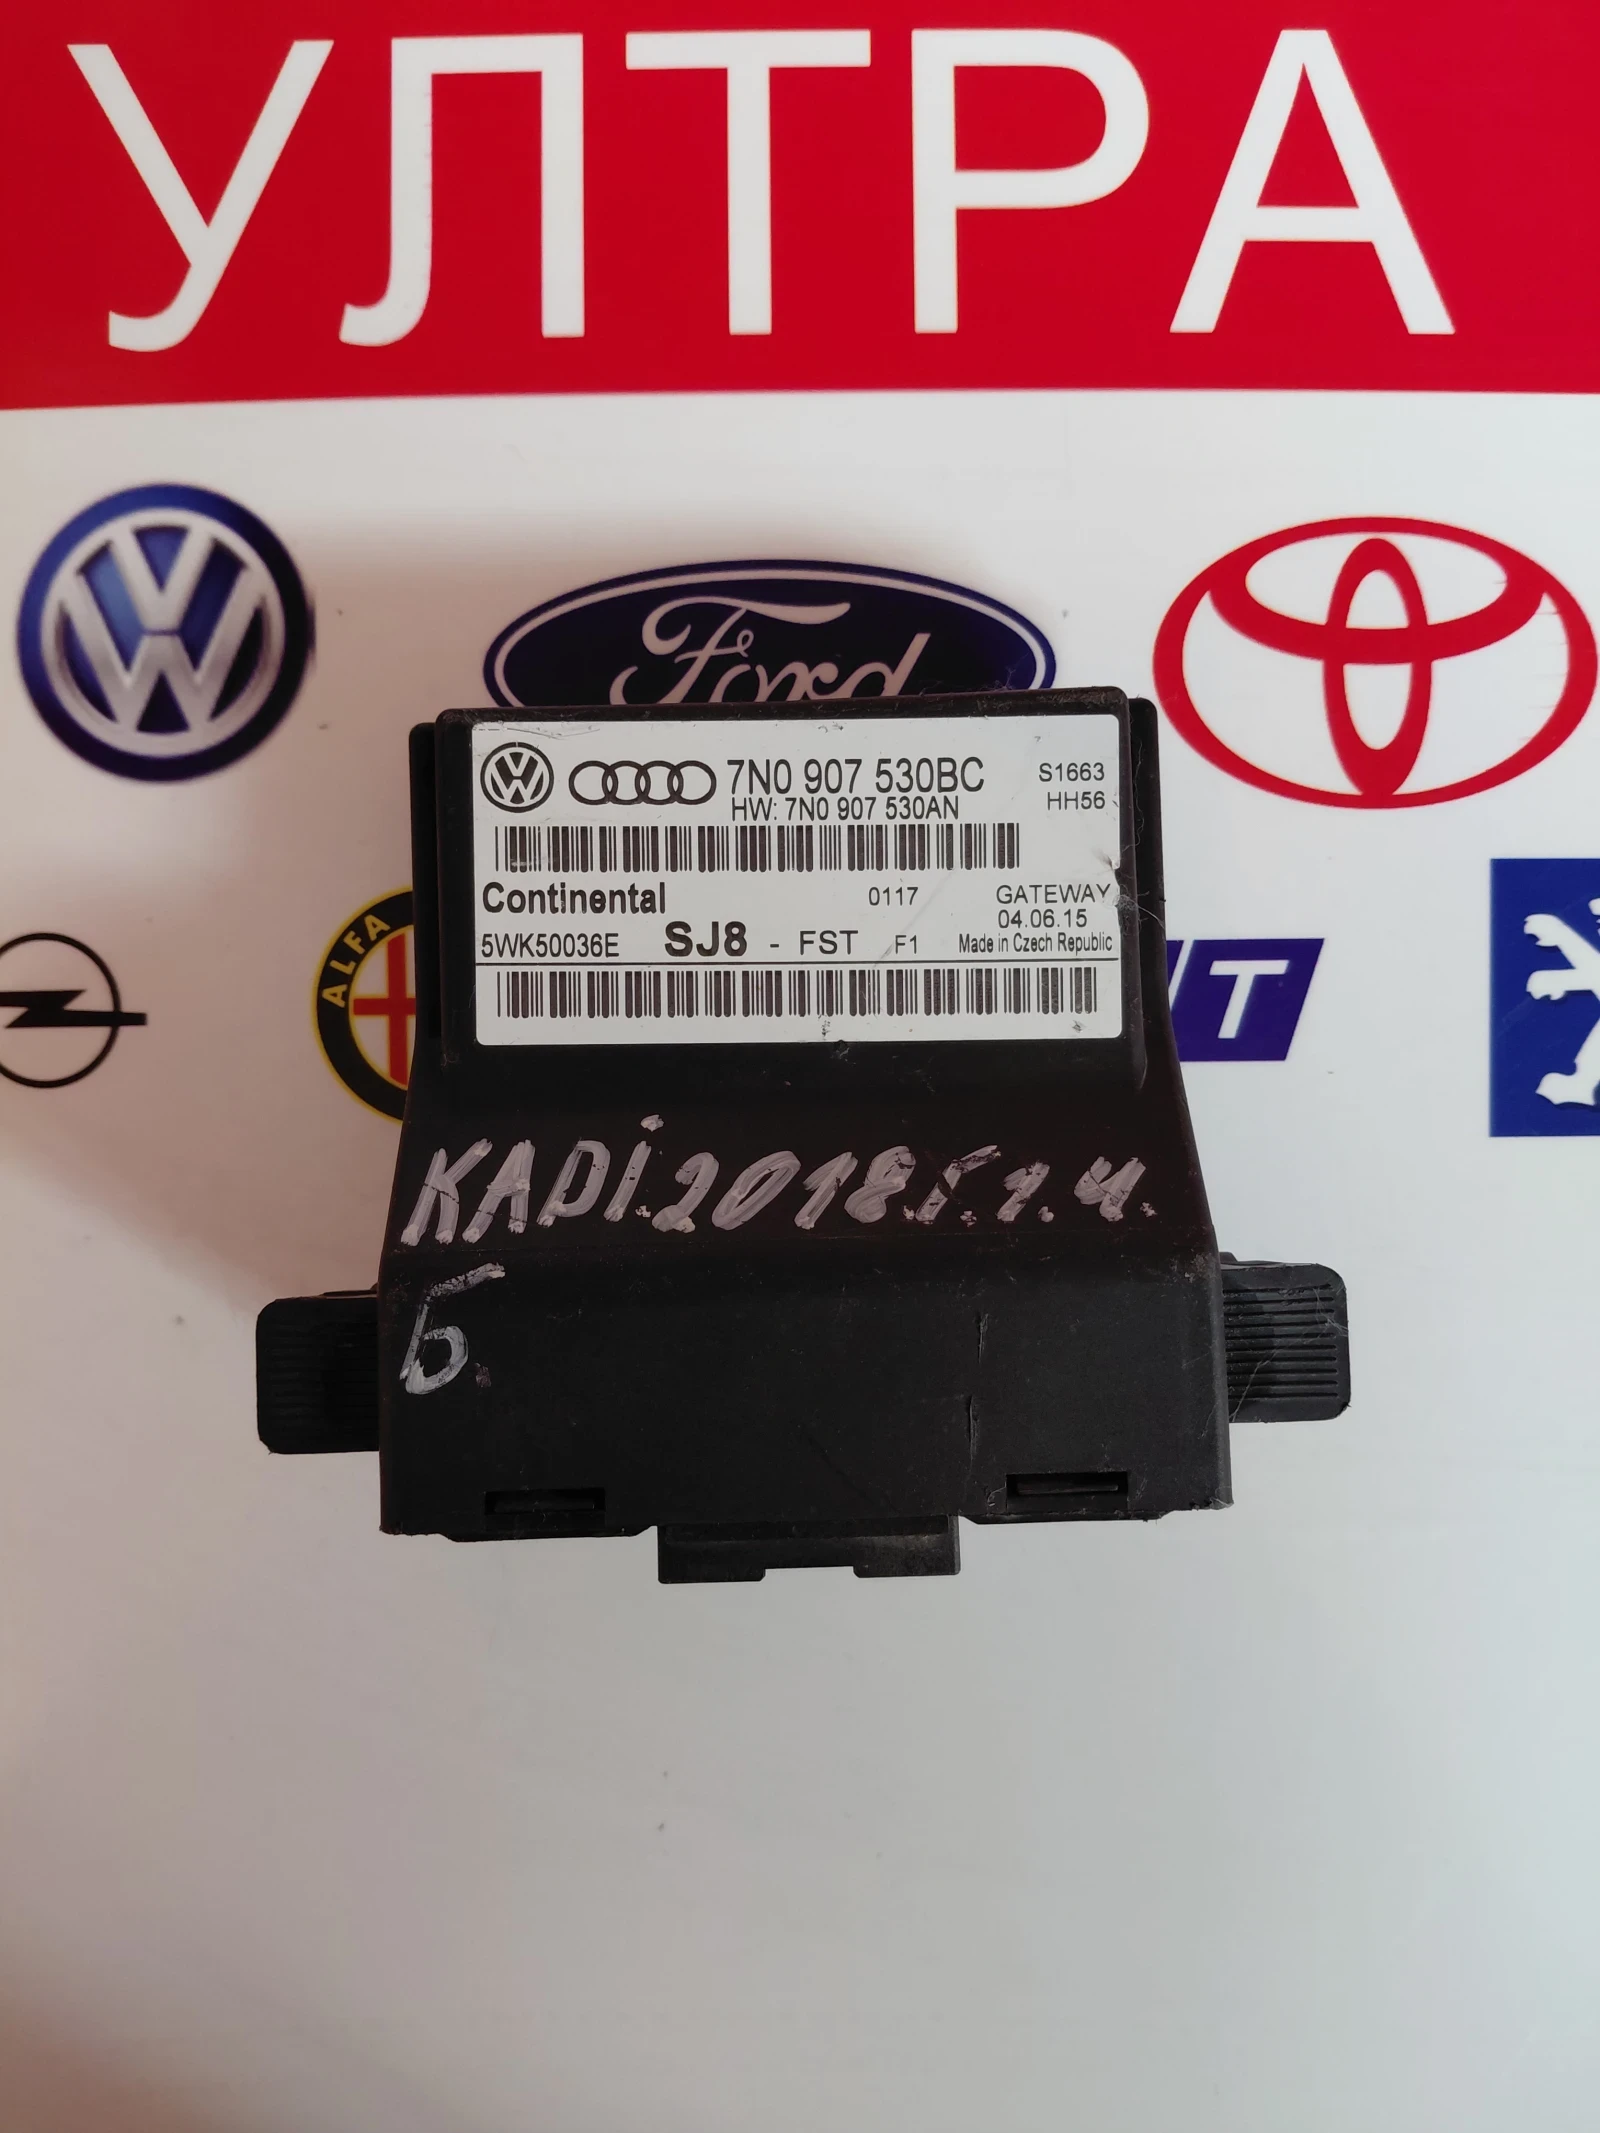 УЛТРА
Ford
7N0 907 530BC
HW: 7N0 907 530AN
S1663
HH56
Continental
0117
GATEWAY
04.06.15
5WK50036E SJ8 - FST F1 Made in Czech Republic
ALFA
T
KADİ.2018г.1.4.
Б.